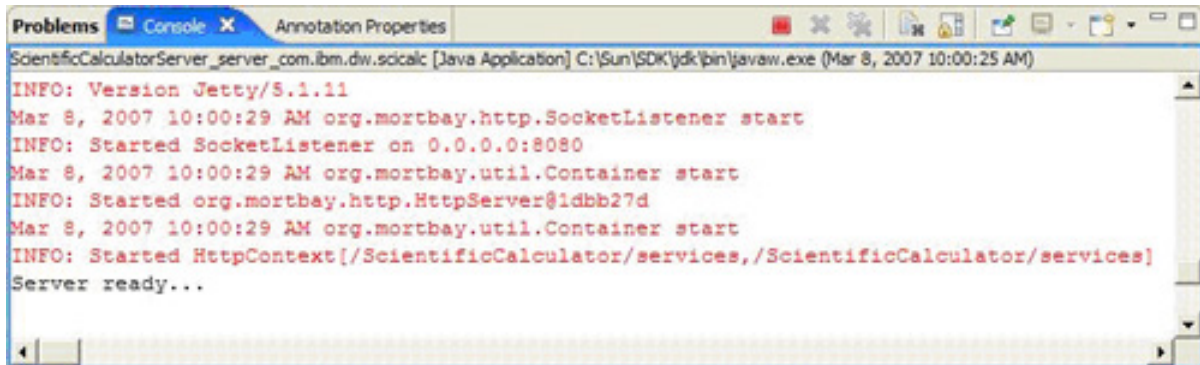 Problems Console X Annotation Properties
ScientificCalculatorServer_server_com.ibm.dw.scicalc [Java Application] C:\Sun\SDK\jdk\bin\javaw.exe (Mar 8, 2007 10:00:25 AM)
INFO: Version Jetty/5.1.11
Mar 8, 2007 10:00:29 AM org.mortbay.http.SocketListener start
INFO: Started SocketListener on 0.0.0.0:8080
Mar 8, 2007 10:00:29 AM org.mortbay.util.Container start
INFO: Started org.mortbay.http.HttpServer@1dbb27d
Mar 8, 2007 10:00:29 AM org.mortbay.util.Container start
INFO: Started HttpContext[/ScientificCalculator/services,/ScientificCalculator/services]
Server ready...